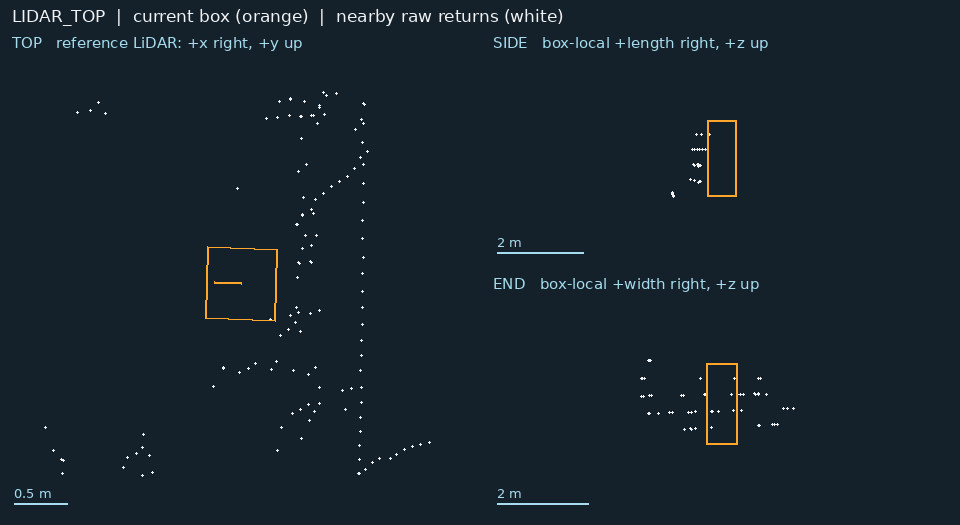 LIDAR_TOP | current box (orange) | nearby raw returns (white)
TOP reference LiDAR: +x right, +y up
SIDE box-local +length right, +z up
2 m
END box-local +width right, +z up
0.5 m
2 m